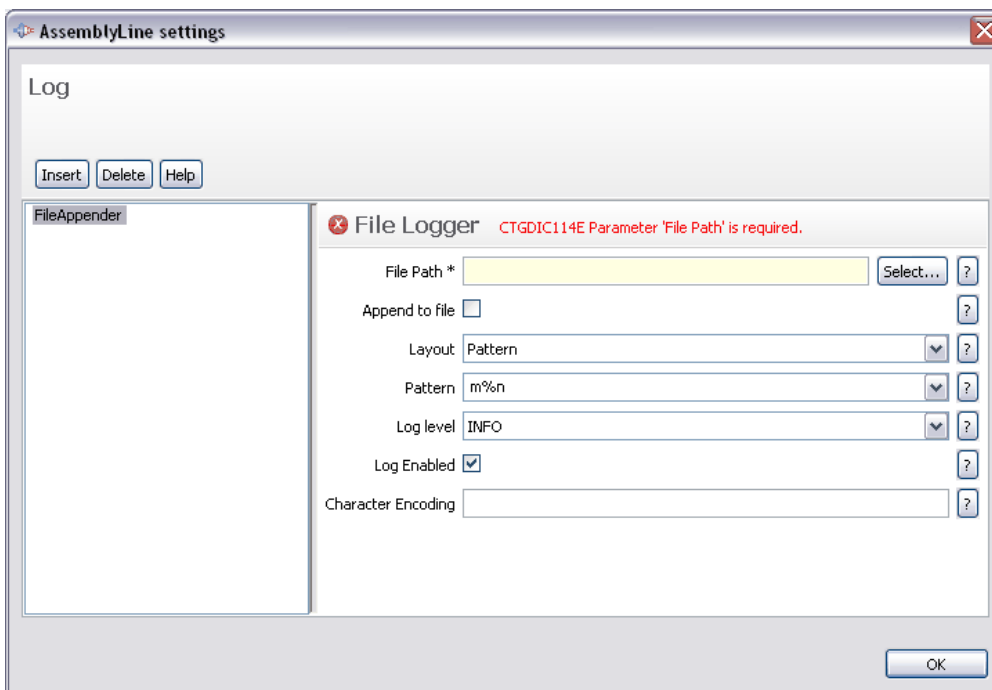 AssemblyLine settings
Log
Insert Delete Help
FileAppender
File Logger CTGDIC114E Parameter 'File Path' is required.
File Path * Select... ?
Append to file ?
Layout Pattern ?
Pattern m%n ?
Log level INFO ?
Log Enabled ?
Character Encoding ?
OK